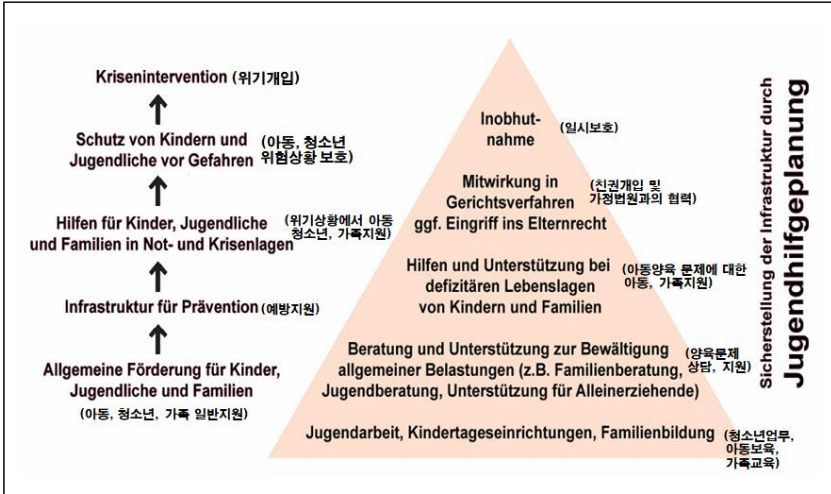 Krisenintervention (위기개입)
Schutz von Kindern und (아동, 청소년
Jugendliche vor Gefahren 위험상황 보호)
Hilfen für Kinder, Jugendliche (위기상황에서 아동
und Familien in Not- und Krisenlagen 청소년, 가족지원)
Infrastruktur für Prävention (예방지원)
Allgemeine Förderung für Kinder,
Jugendliche und Familien
(아동, 청소년, 가족 일반지원)
Inobhut-
nahme (일시보호)
Mitwirkung in (친권개입 및
Gerichtsverfahren 가정법원과의 협력)
ggf. Eingriff ins Elternrecht
Hilfen und Unterstützung bei (아동양육 문제에 대한
defizitären Lebenslagen 아동, 가족지원)
von Kindern und Familien
Beratung und Unterstützung zur Bewältigung (양육문제
allgemeiner Belastungen (z.B. Familienberatung, 상담, 지원)
Jugendberatung, Unterstützung für Alleinerziehende)
Jugendarbeit, Kindertageseinrichtungen, Familienbildung (청소년업무,
아동보육,
가족교육)
Sicherstellung der Infrastruktur durch
Jugendhilfgeplanung